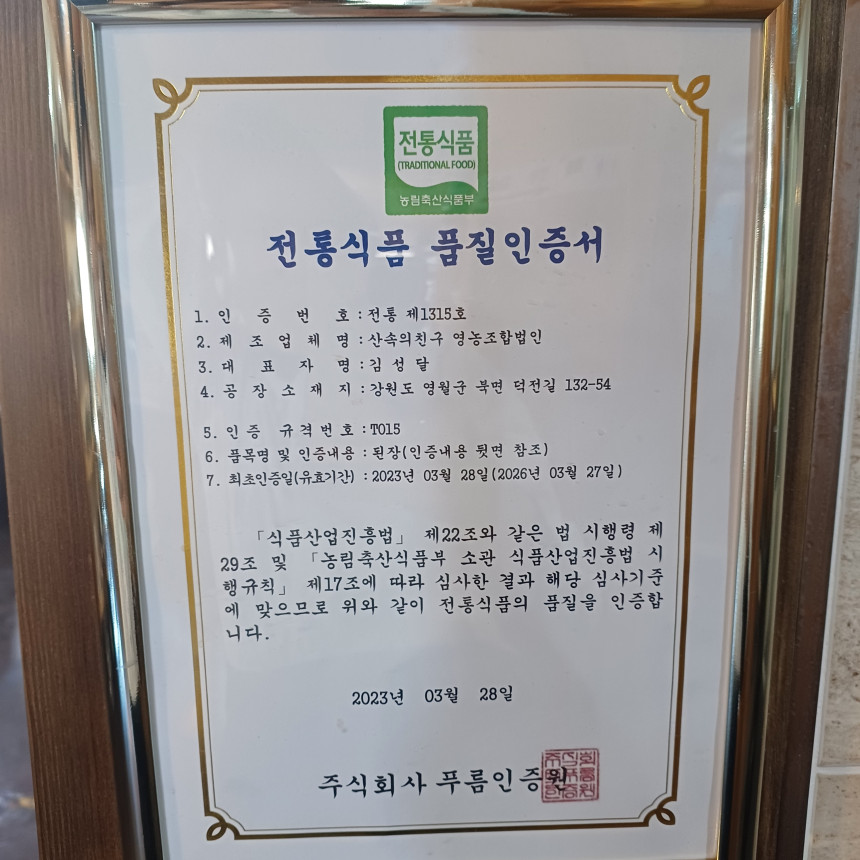 전통식품
(TRADITIONAL FOOD)
농림축산식품부
전통식품 품질인증서
1. 인 증 번 호 : 전통 제1315호
2. 제 조 업 체 명 : 산속의친구 영농조합법인
3. 대 표 자 명 : 김성달
4. 공 장 소 재 지 : 강원도 영월군 북면 덕전길 132-54
5. 인증 규격번호 : T015
6. 품목명 및 인증내용 : 된장(인증내용 뒷면 참조)
7. 최초인증일(유효기간) : 2023년 03월 28일(2026년 03월 27일)
「식품산업진흥법」 제22조와 같은 법 시행령 제
29조 및 「농림축산식품부 소관 식품산업진흥법 시
행규칙」 제17조에 따라 심사한 결과 해당 심사기준
에 맞으므로 위와 같이 전통식품의 품질을 인증합
니다.
2023년 03월 28일
주식회사 푸름인증원